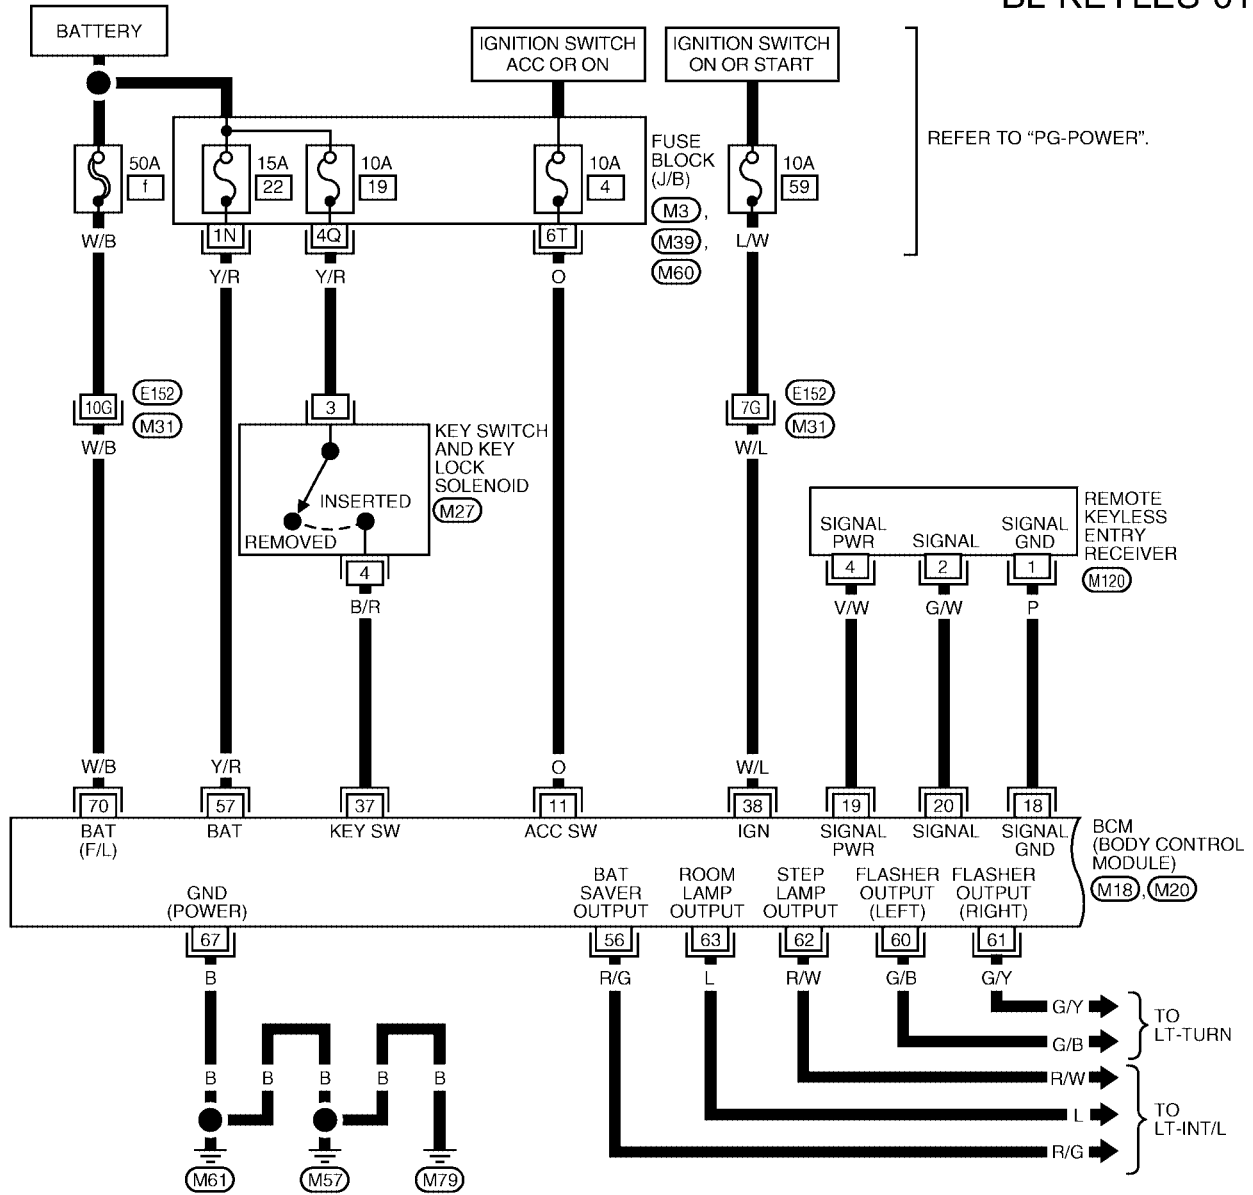 BL-KEYLES-01
BATTERY
IGNITION SWITCH
ACC OR ON
IGNITION SWITCH
ON OR START
REFER TO “PG-POWER”.
FUSE
BLOCK
(J/B)
M3 ,
M39 ,
M60
50A
f
15A
22
10A
19
10A
4
10A
59
W/B
1N
4Q
6T
L/W
Y/R
Y/R
O
10G
E152
M31
3
7G
E152
M31
W/B
W/L
KEY SWITCH
AND KEY
LOCK
SOLENOID
M27
INSERTED
REMOVED
4
B/R
REMOTE
KEYLESS
ENTRY
RECEIVER
M120
SIGNAL
PWR
SIGNAL
SIGNAL
GND
4
2
1
V/W
G/W
P
W/B
Y/R
O
W/L
70
57
37
11
38
19
20
18
BAT
(F/L)
BAT
KEY SW
ACC SW
IGN
SIGNAL
PWR
SIGNAL
SIGNAL
GND
BCM
(BODY CONTROL
MODULE)
M18 , M20
GND
(POWER)
BAT
SAVER
OUTPUT
ROOM
LAMP
OUTPUT
STEP
LAMP
OUTPUT
FLASHER
OUTPUT
(LEFT)
FLASHER
OUTPUT
(RIGHT)
67
56
63
62
60
61
B
R/G
L
R/W
G/B
G/Y
G/Y
G/B
TO
LT-TURN
R/W
L
R/G
TO
LT-INT/L
B
B
B
B
B
M61
M57
M79